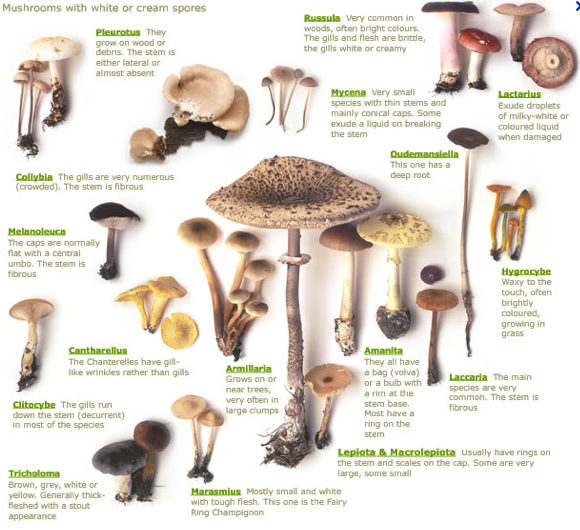 Mushrooms with white or cream spores
Pleurotus They
grow on wood or
debris. The stem is
either lateral or
almost absent
Russula Very common in
woods, often bright colours.
The gills and flesh are brittle,
the gills white or creamy
Mycena Very small
species with thin stems and
mainly conical caps. Some
exude a liquid on breaking
the stem
Lactarius
Exude droplets
of milky-white or
coloured liquid
when damaged
Oudemansiella
This one has a
deep root
Collybia The gills are very numerous
(crowded). The stem is fibrous
Melanoleuca
The caps are normally
flat with a central
umbo. The stem is
fibrous
Hygrocybe
Waxy to the
touch, often
brightly
coloured,
growing in
grass
Cantharellus
The Chanterelles have gill-
like wrinkles rather than gills
Armillaria
Grows on or
near trees,
very often in
large clumps
Amanita
They all have
a bag (volva)
or a bulb with
a rim at the
stem base.
Most have a
ring on the
stem
Laccaria The main
species are very
common. The stem is
fibrous
Clitocybe The gills run
down the stem (decurrent)
in most of the species
Lepiota & Macrolepiota Usually have rings on
the stem and scales on the cap. Some are very
large, some small
Tricholoma
Brown, grey, white or
yellow. Generally thick-
fleshed with a stout
appearance
Marasmius Mostly small and white
with tough flesh. This one is the Fairy
Ring Champignon